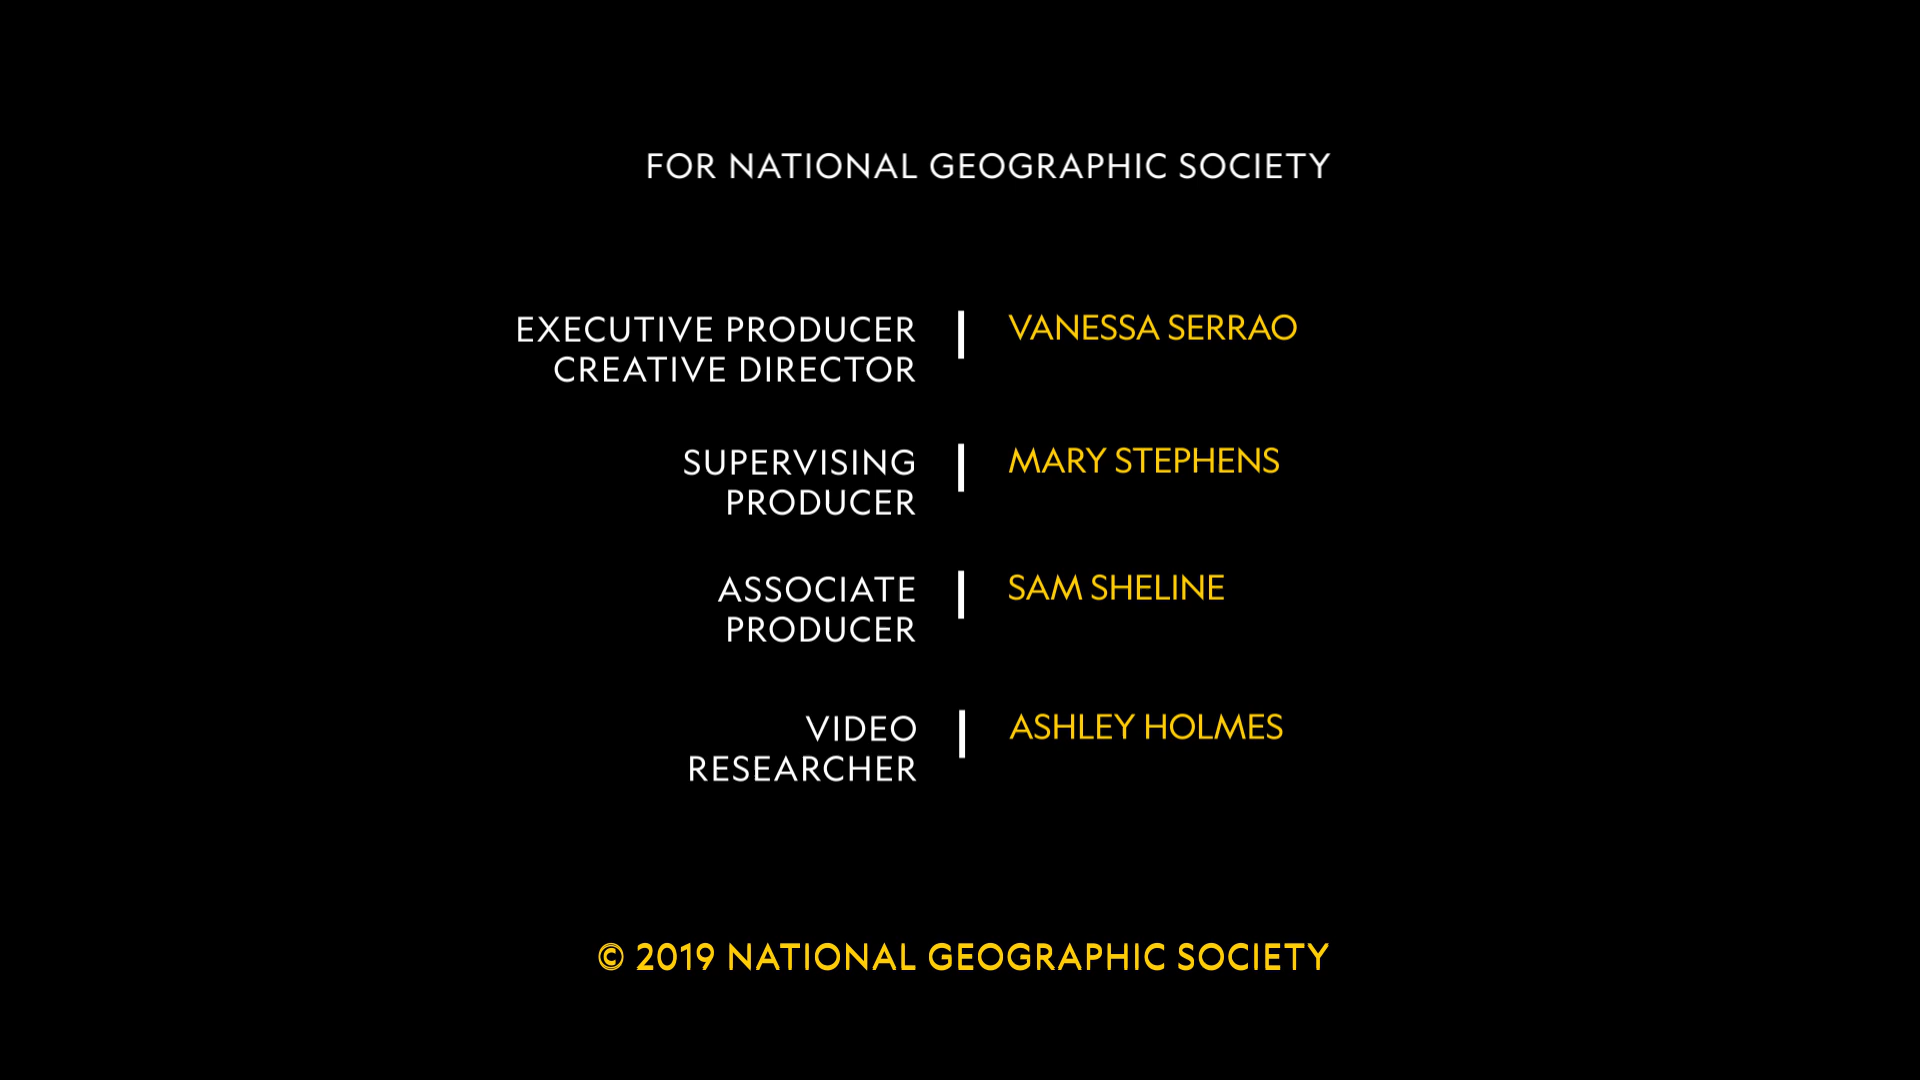 FOR NATIONAL GEOGRAPHIC SOCIETY
EXECUTIVE PRODUCER | VANESSA SERRAO
CREATIVE DIRECTOR
SUPERVISING | MARY STEPHENS
PRODUCER
ASSOCIATE | SAM SHELINE
PRODUCER
VIDEO | ASHLEY HOLMES
RESEARCHER
© 2019 NATIONAL GEOGRAPHIC SOCIETY